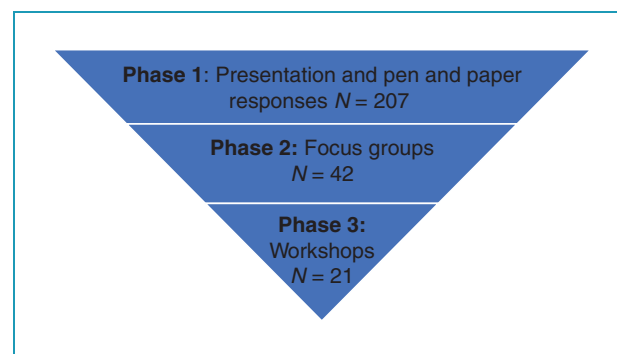 Phase 1: Presentation and pen and paper
responses N = 207
Phase 2: Focus groups
N = 42
Phase 3:
Workshops
N = 21